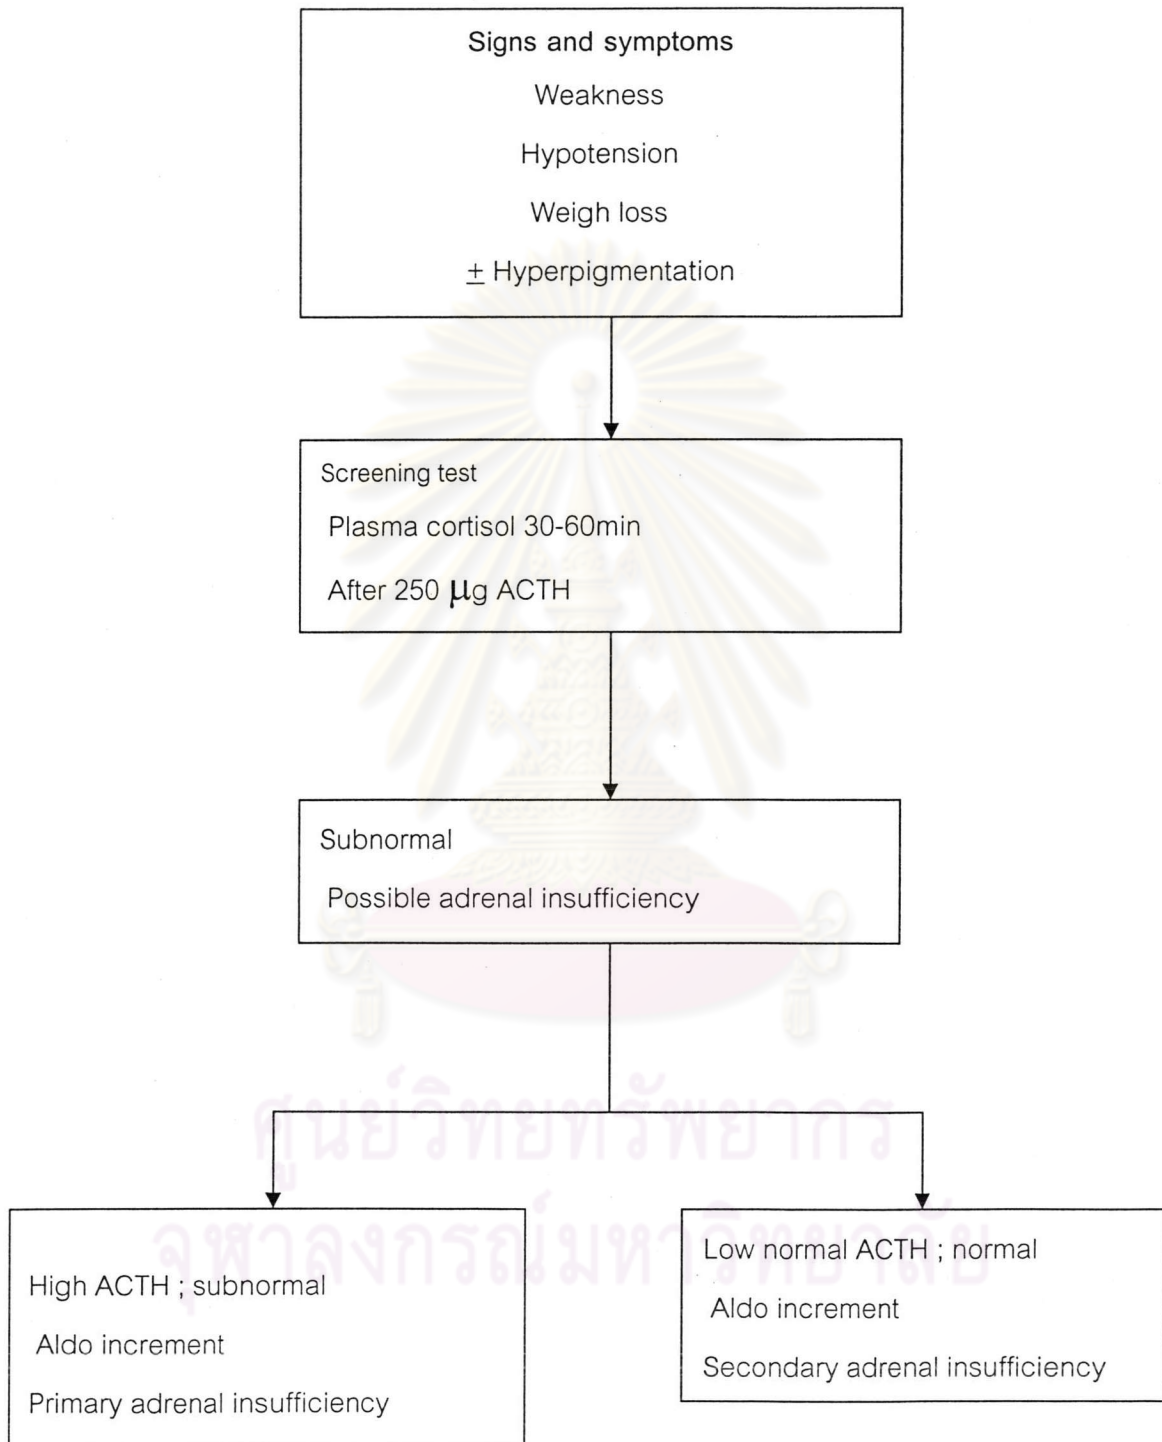 Signs and symptoms
Weakness
Hypotension
Weigh loss
± Hyperpigmentation
Screening test
Plasma cortisol 30-60min
After 250 μg ACTH
Subnormal
Possible adrenal insufficiency
ศูนย์วิทยทรัพยากร
จุฬาลงกรณ์มหาวิทยาลัย
High ACTH ; subnormal
Aldo increment
Primary adrenal insufficiency
Low normal ACTH ; normal
Aldo increment
Secondary adrenal insufficiency